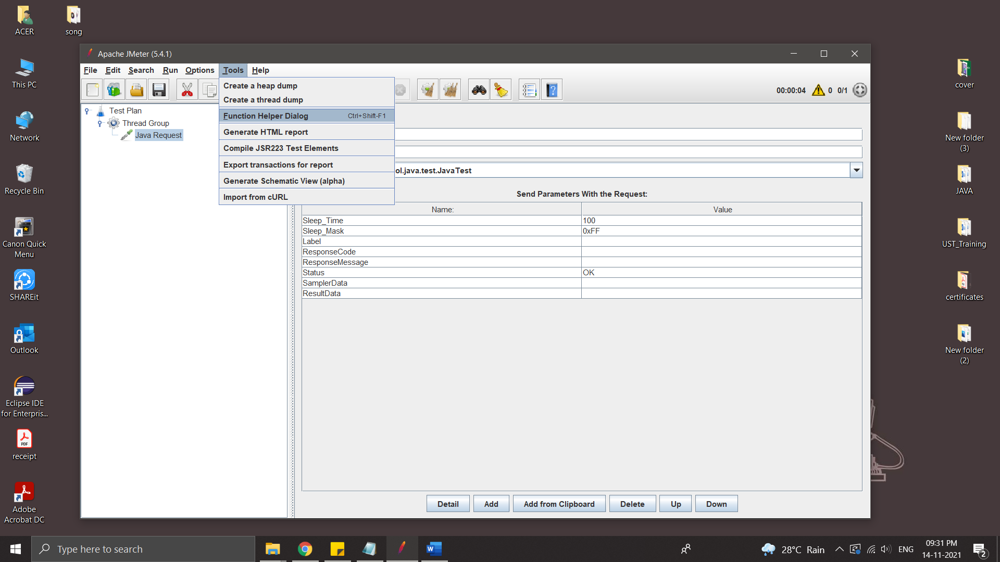 ACER
song
This PC
Network
Recycle Bin
Canon Quick
Menu
SHAREit
Outlook
Eclipse IDE
for Enterpris...
PDF
receipt
Adobe
Acrobat DC
Apache JMeter (5.4.1)
File Edit Search Run Options Tools Help
00:00:04 0 0/1
Test Plan
Thread Group
Java Request
Create a heap dump
Create a thread dump
Function Helper Dialog Ctrl+Shift-F1
Generate HTML report
Compile JSR223 Test Elements
Export transactions for report
Generate Schematic View (alpha)
Import from cURL
ol.java.test.JavaTest
Send Parameters With the Request:
Name: Value
Sleep_Time 100
Sleep_Mask 0xFF
Label
ResponseCode
ResponseMessage
Status OK
SamplerData
ResultData
Detail Add Add from Clipboard Delete Up Down
cover
New folder
(3)
JAVA
UST_Training
certificates
New folder
(2)
Type here to search
28°C Rain
ENG
09:31 PM
14-11-2021
2